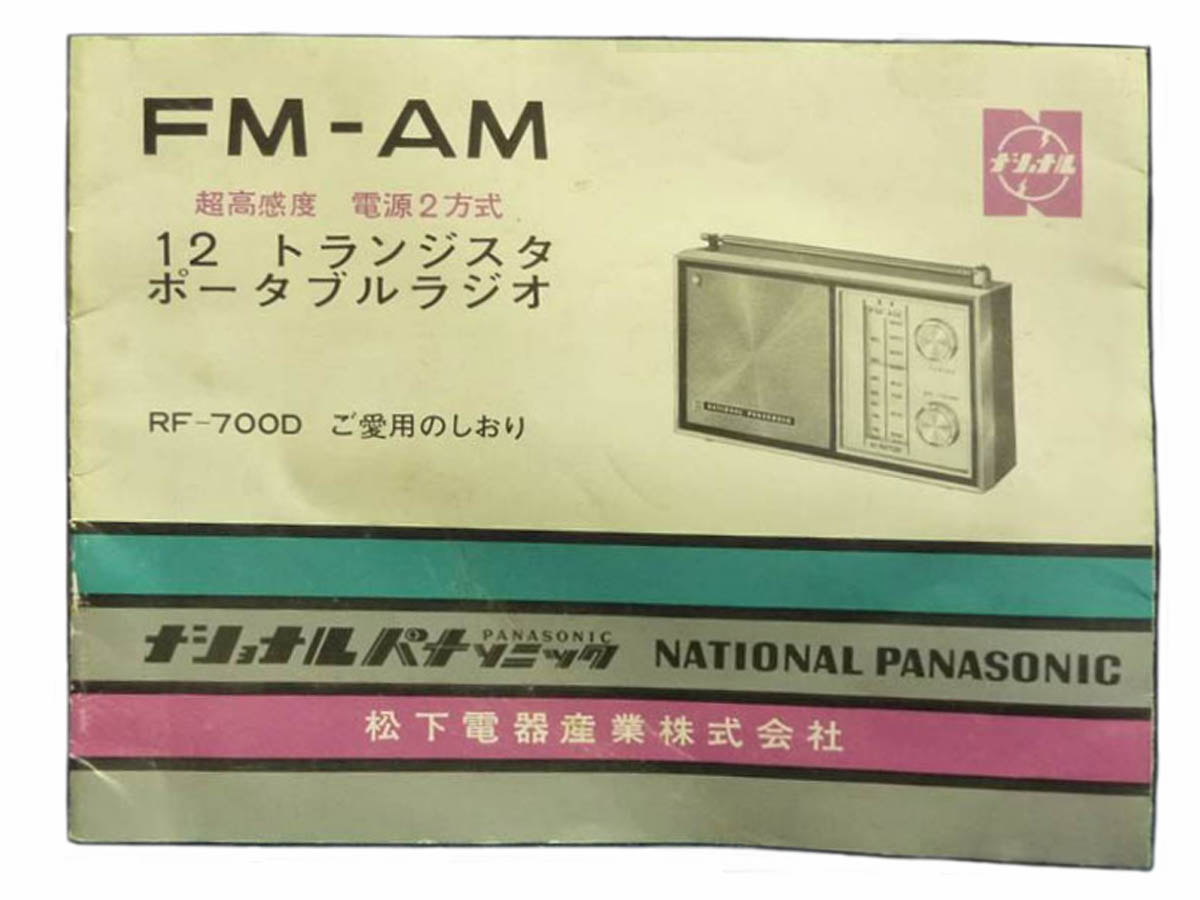 FM-AM
ナショナル
超高感度 電源2方式
12 トランジスタ
ポータブルラジオ
RF-700D ご愛用のしおり
NATIONAL PANASONIC
ナショナルパナソニック PANASONIC NATIONAL PANASONIC
松下電器産業株式会社